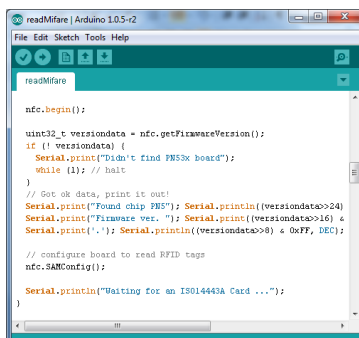 readMifare | Arduino 1.0.5-r2
File Edit Sketch Tools Help
readMifare
nfc.begin();
uint32_t versiondata = nfc.getFirmwareVersion();
if (! versiondata) {
Serial.print("Didn't find PN53x board");
while (1); // halt
}
// Got ok data, print it out!
Serial.print("Found chip PN5"); Serial.println((versiondata>>24)
Serial.print("Firmware ver. "); Serial.print((versiondata>>16) &
Serial.print('.'); Serial.println((versiondata>>8) & 0xFF, DEC);
// configure board to read RFID tags
nfc.SAMConfig();
Serial.println("Waiting for an ISO14443A Card ...");
}